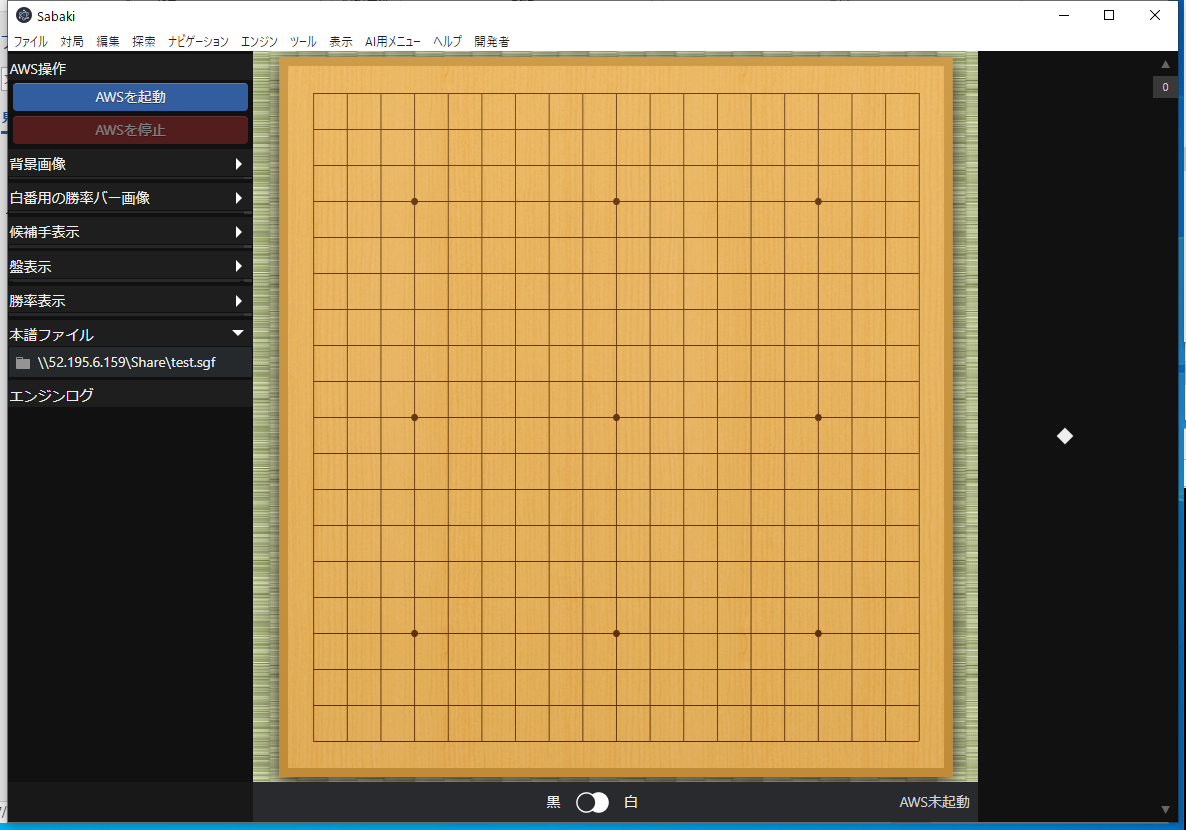 Sabaki
ファイル 対局 編集 探索 ナビゲーション エンジン ツール 表示 AI用メニュー ヘルプ 開発者
AWS操作
AWSを起動
AWSを停止
背景画像
白番用の勝率バー画像
候補手表示
盤表示
勝率表示
本譜ファイル
\\52.195.6.159\Share\test.sgf
エンジンログ
0
黒 白
AWS未起動